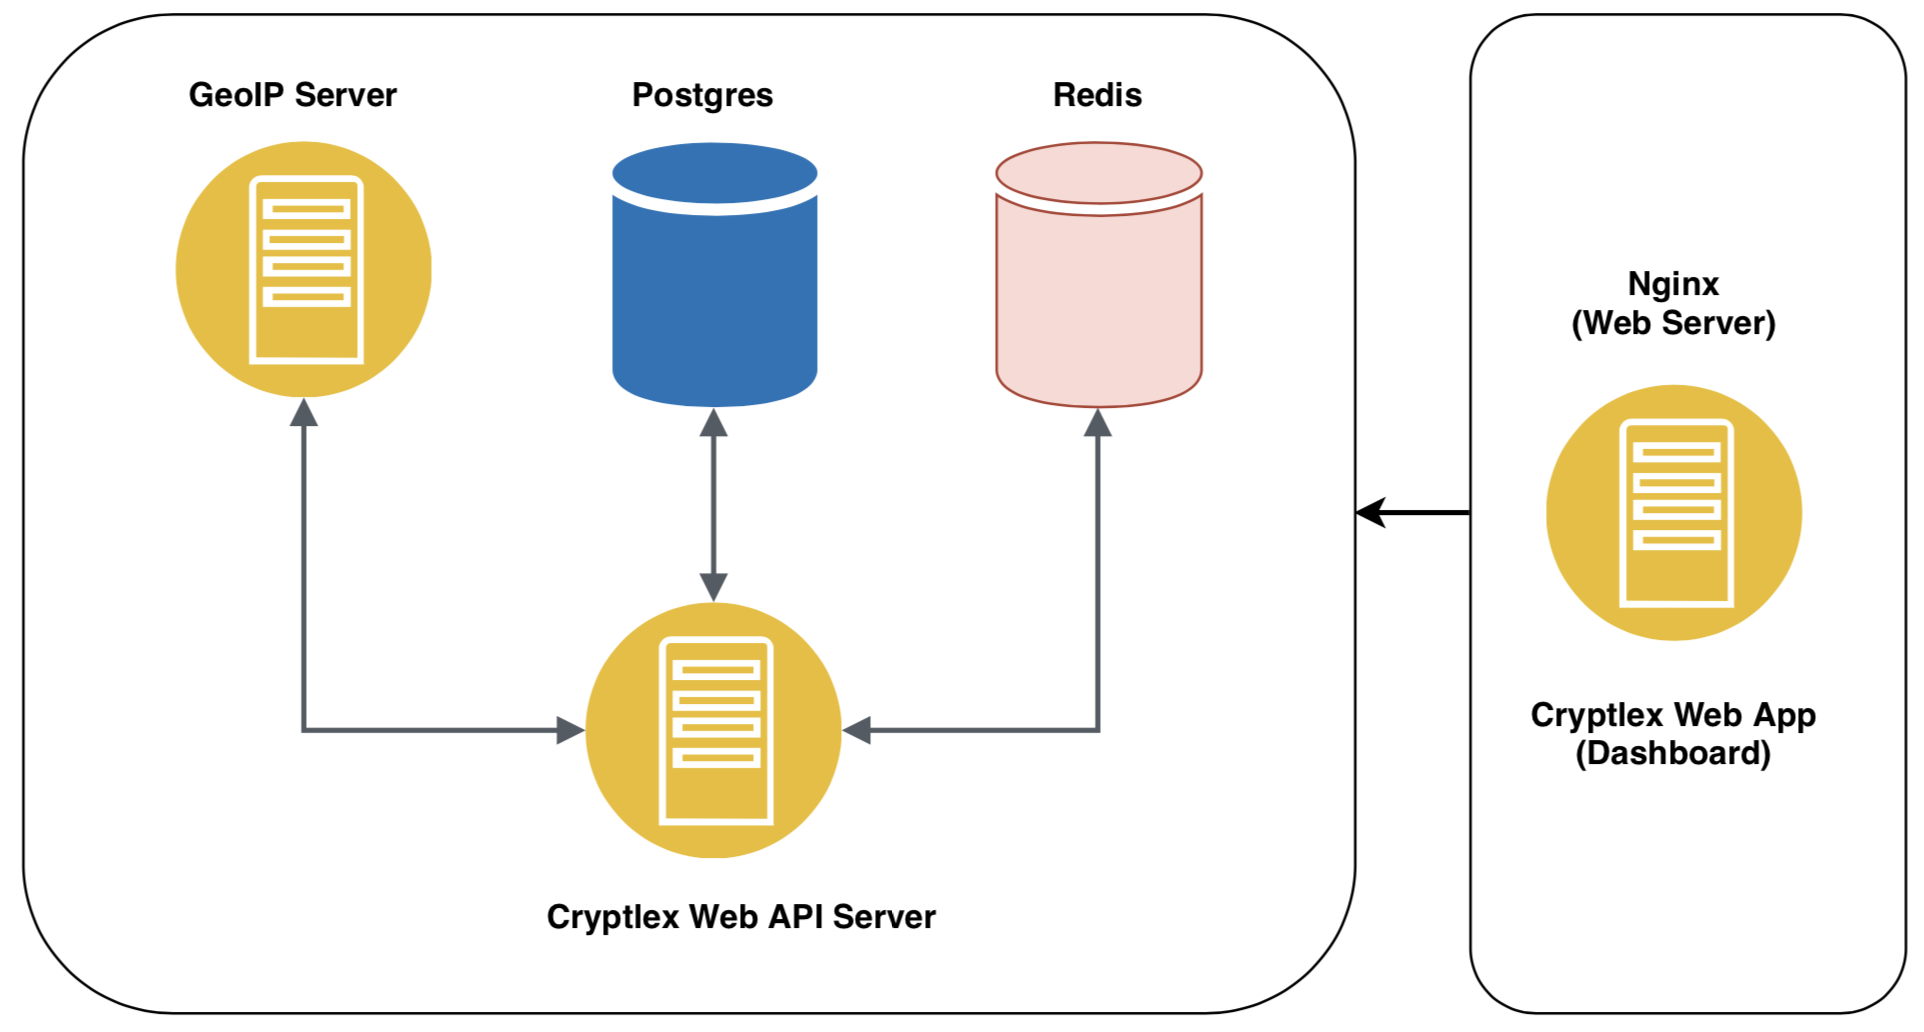 GeoIP Server
Postgres
Redis
Cryptlex Web API Server
Nginx
(Web Server)
Cryptlex Web App
(Dashboard)